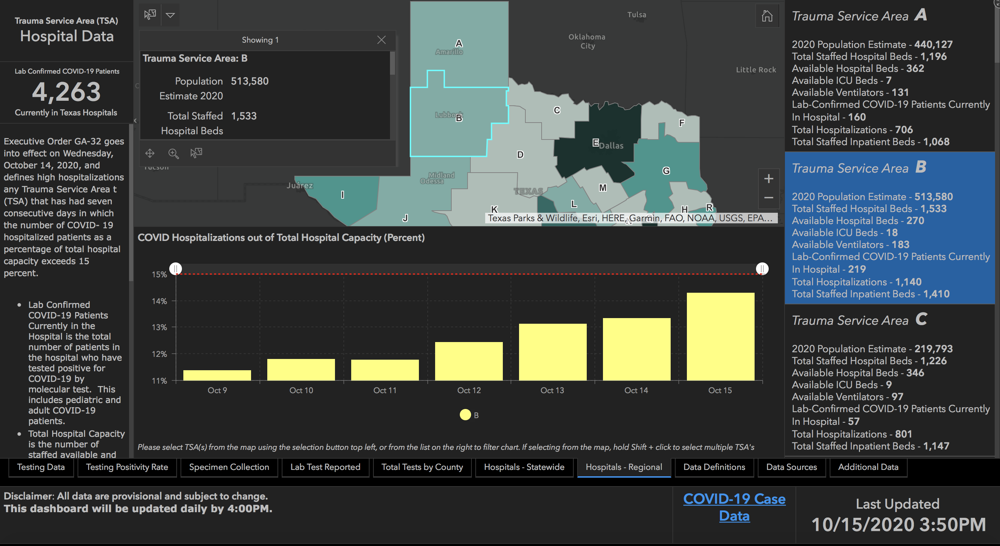 Trauma Service Area (TSA)
Hospital Data
Lab Confirmed COVID-19 Patients
4,263
Currently in Texas Hospitals
Executive Order GA-32 goes
into effect on Wednesday,
October 14, 2020, and
defines high hospitalizations
any Trauma Service Area t
(TSA) that has had seven
consecutive days in which
the number of COVID- 19
hospitalized patients as a
percentage of total hospital
capacity exceeds 15
percent.
• Lab Confirmed
COVID-19 Patients
Currently in the
Hospital is the total
number of patients in
the hospital who have
tested positive for
COVID-19 by
molecular test. This
includes pediatric and
adult COVID-19
patients.
• Total Hospital Capacity
is the number of
staffed available and
Showing 1
Trauma Service Area: B
Population
Estimate 2020
513,580
Total Staffed
Hospital Beds
1,533
Tulsa
Oklahoma
City
Little Rock
A
Amarillo
Lubbock
B
C
D
E
Dallas
F
G
Tucson
Juárez
Midland
Odessa
TEXAS
I
J
K
L
M
N
H
R
Texas Parks & Wildlife, Esri, HERE, Garmin, FAO, NOAA, USGS, EPA...
COVID Hospitalizations out of Total Hospital Capacity (Percent)
15%
14%
13%
12%
11%
Oct 9
Oct 10
Oct 11
Oct 12
Oct 13
Oct 14
Oct 15
B
Please select TSA(s) from the map using the selection button top left, or from the list on the right to filter chart. If selecting from the map, hold Shift + click to select multiple TSA's
Trauma Service Area A
2020 Population Estimate - 440,127
Total Staffed Hospital Beds - 1,196
Available Hospital Beds - 362
Available ICU Beds - 7
Available Ventilators - 131
Lab-Confirmed COVID-19 Patients Currently
In Hospital - 160
Total Hospitalizations - 706
Total Staffed Inpatient Beds - 1,068
Trauma Service Area B
2020 Population Estimate - 513,580
Total Staffed Hospital Beds - 1,533
Available Hospital Beds - 270
Available ICU Beds - 18
Available Ventilators - 183
Lab-Confirmed COVID-19 Patients Currently
In Hospital - 219
Total Hospitalizations - 1,140
Total Staffed Inpatient Beds - 1,410
Trauma Service Area C
2020 Population Estimate - 219,793
Total Staffed Hospital Beds - 1,226
Available Hospital Beds - 346
Available ICU Beds - 9
Available Ventilators - 97
Lab-Confirmed COVID-19 Patients Currently
In Hospital - 57
Total Hospitalizations - 801
Total Staffed Inpatient Beds - 1,147
Testing Data
Testing Positivity Rate
Specimen Collection
Lab Test Reported
Total Tests by County
Hospitals - Statewide
Hospitals - Regional
Data Definitions
Data Sources
Additional Data
Disclaimer: All data are provisional and subject to change.
This dashboard will be updated daily by 4:00PM.
COVID-19 Case
Data
Last Updated
10/15/2020 3:50PM